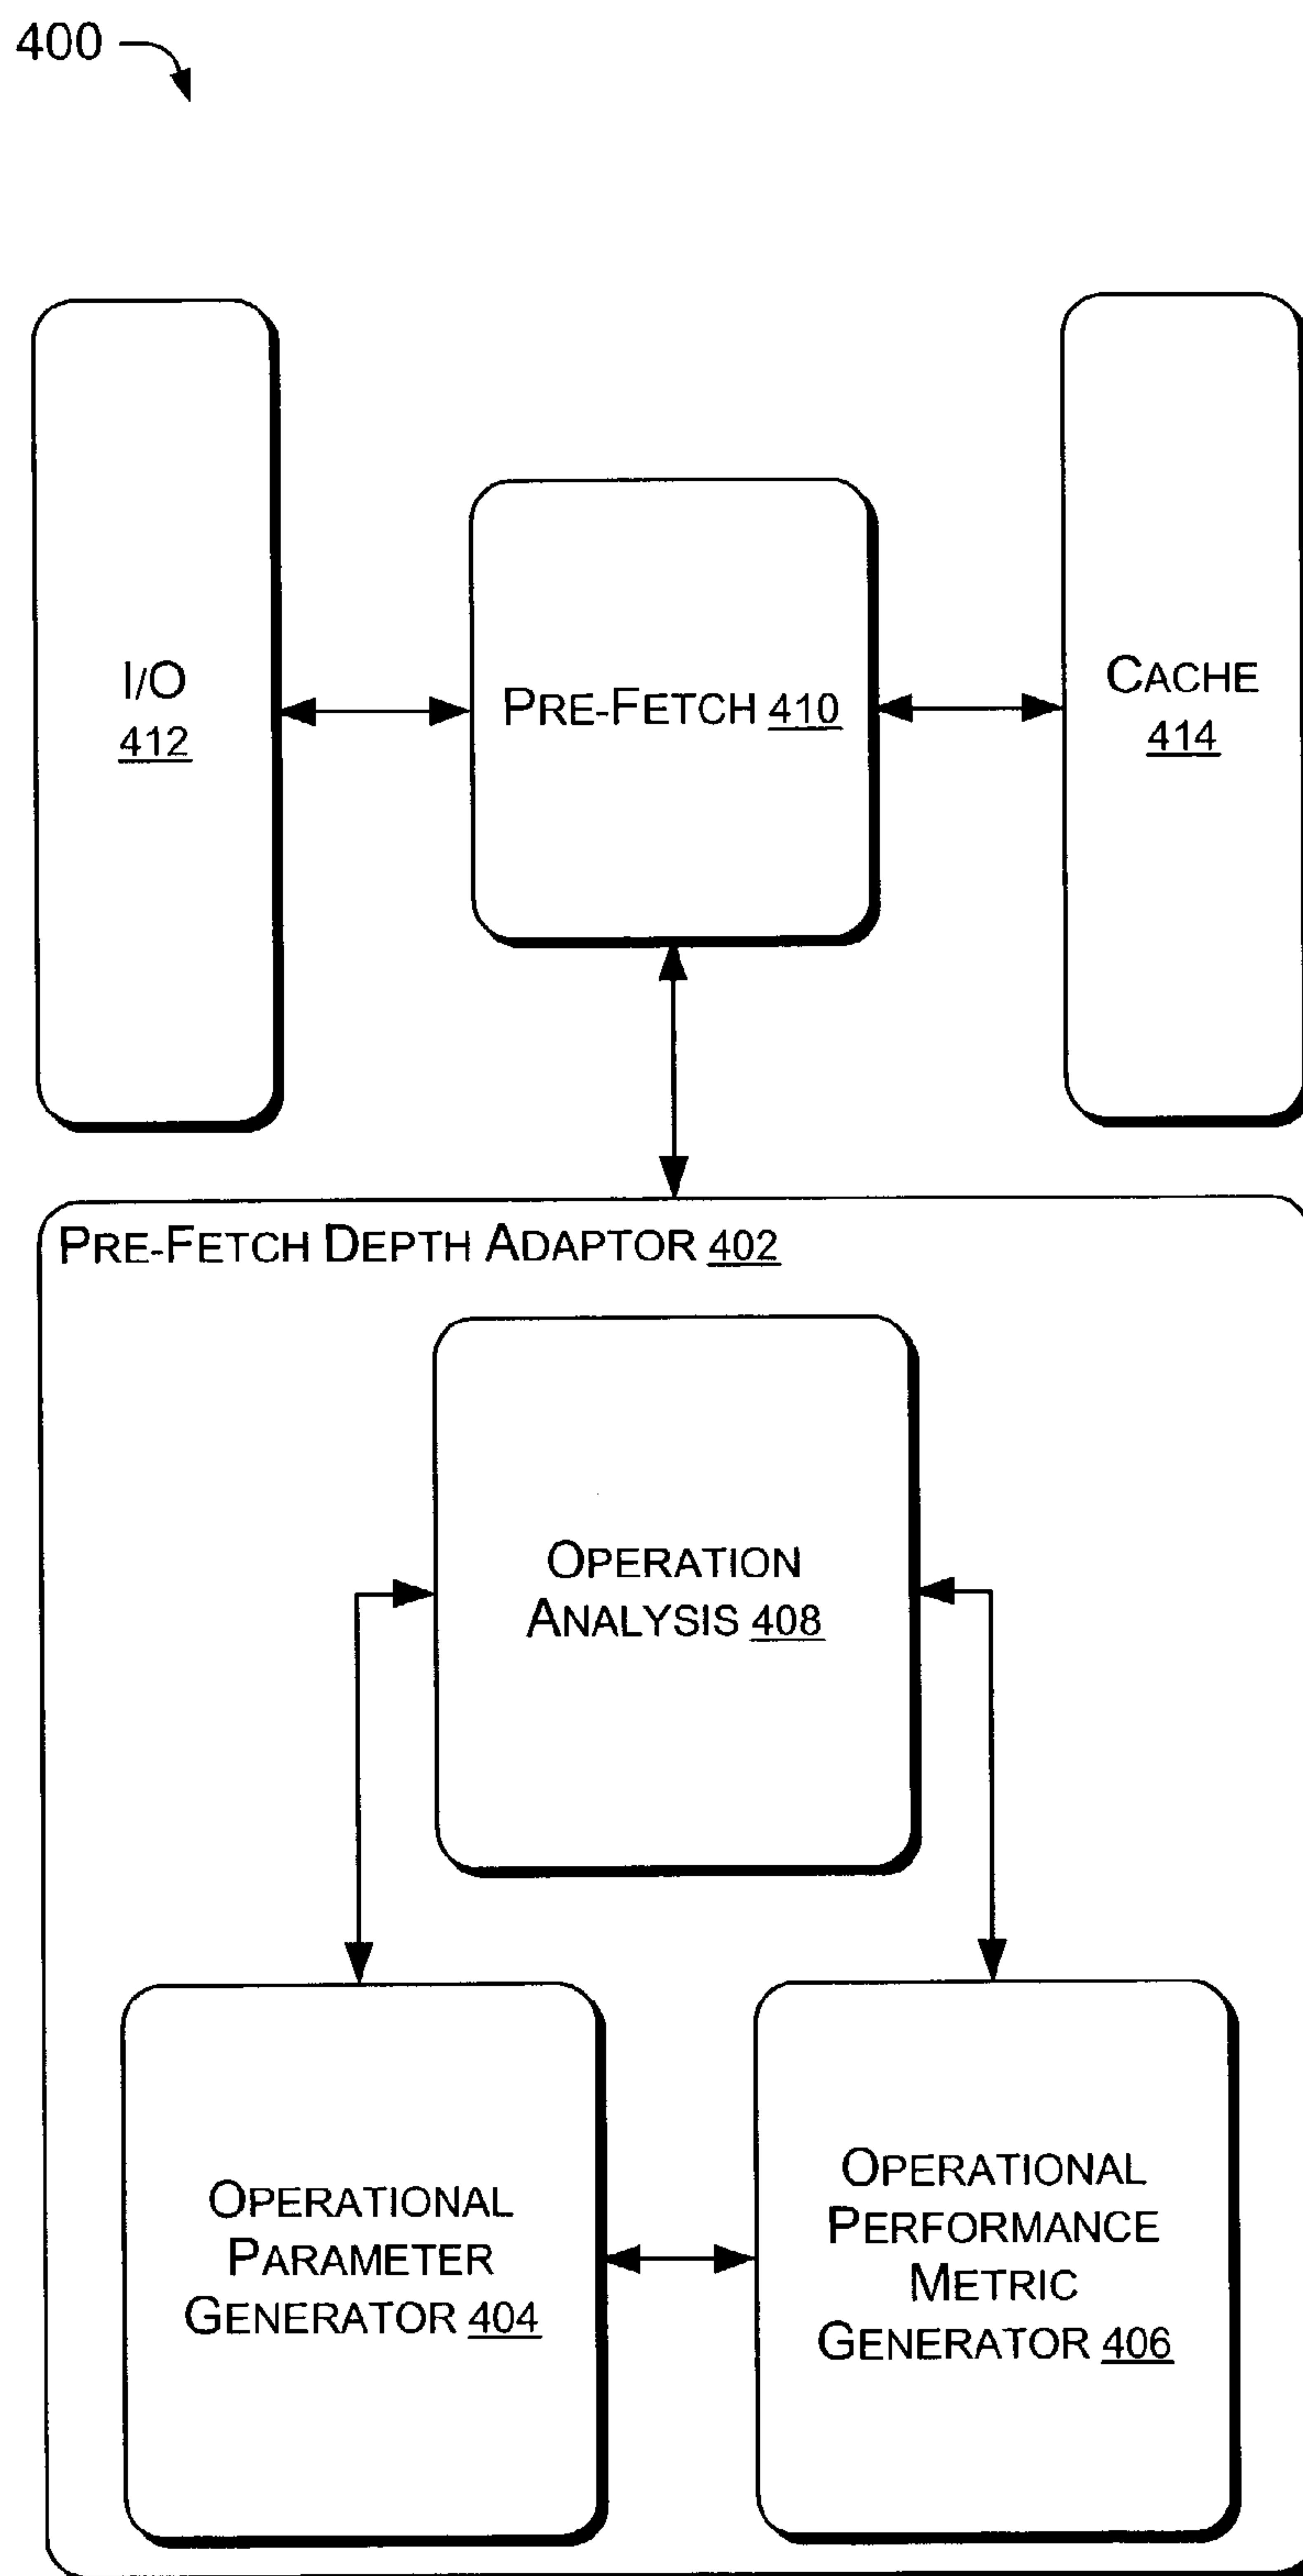 400
I/O
412
PRE-FETCH 410
CACHE
414
PRE-FETCH DEPTH ADAPTOR 402
OPERATION
ANALYSIS 408
OPERATIONAL
PARAMETER
GENERATOR 404
OPERATIONAL
PERFORMANCE
METRIC
GENERATOR 406